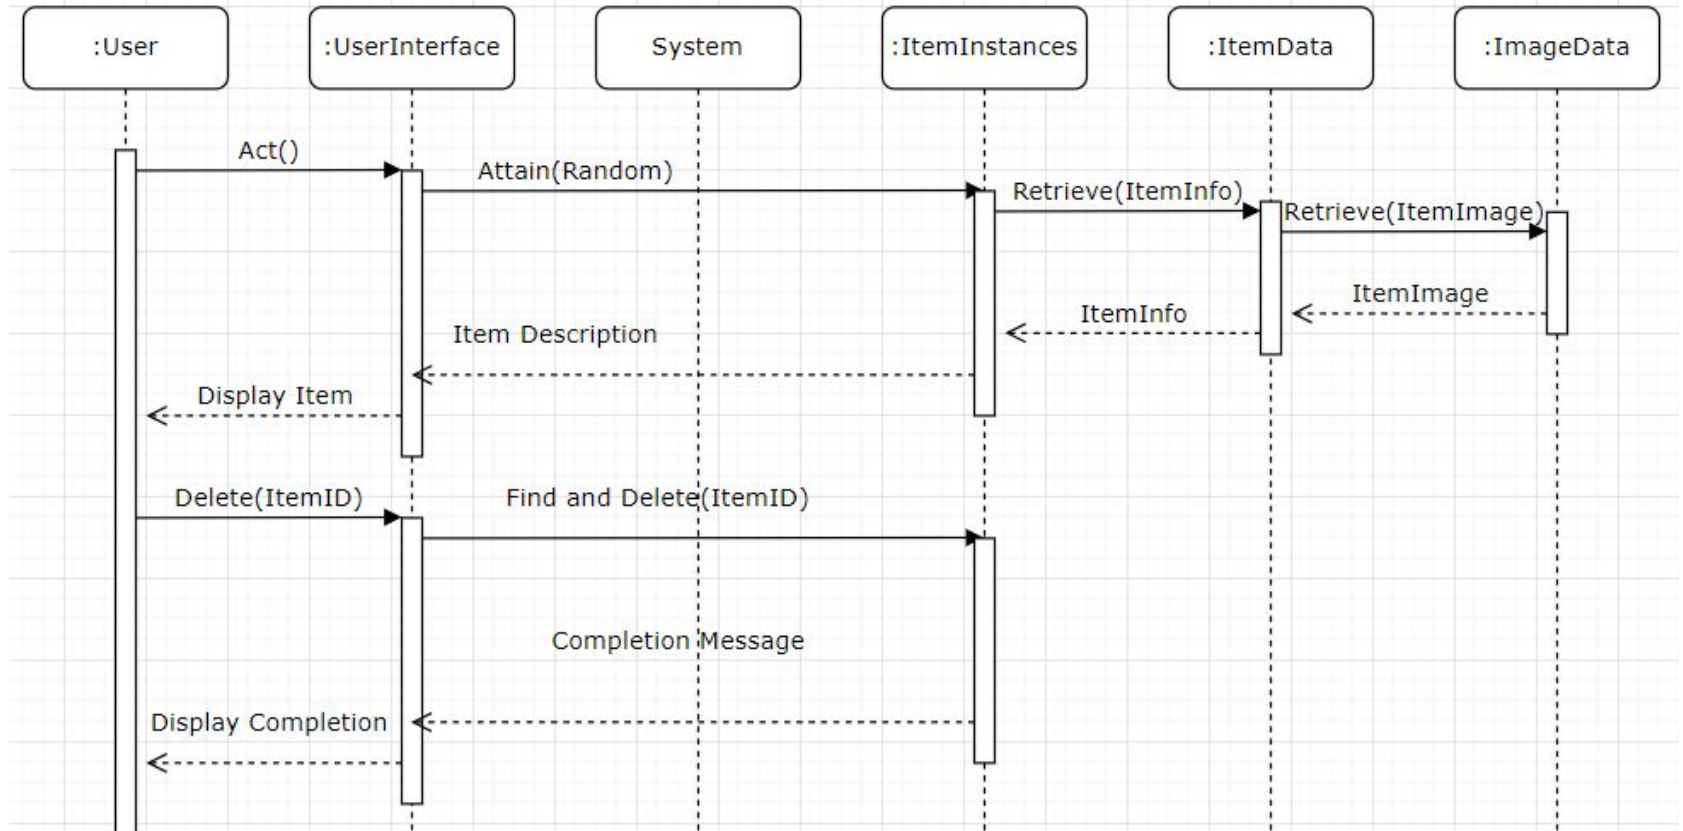 :User
:UserInterface
System
:ItemInstances
:ItemData
:ImageData
Act()
Attain(Random)
Retrieve(ItemInfo)
Retrieve(ItemImage)
ItemImage
ItemInfo
Item Description
Display Item
Delete(ItemID)
Find and Delete(ItemID)
Completion Message
Display Completion